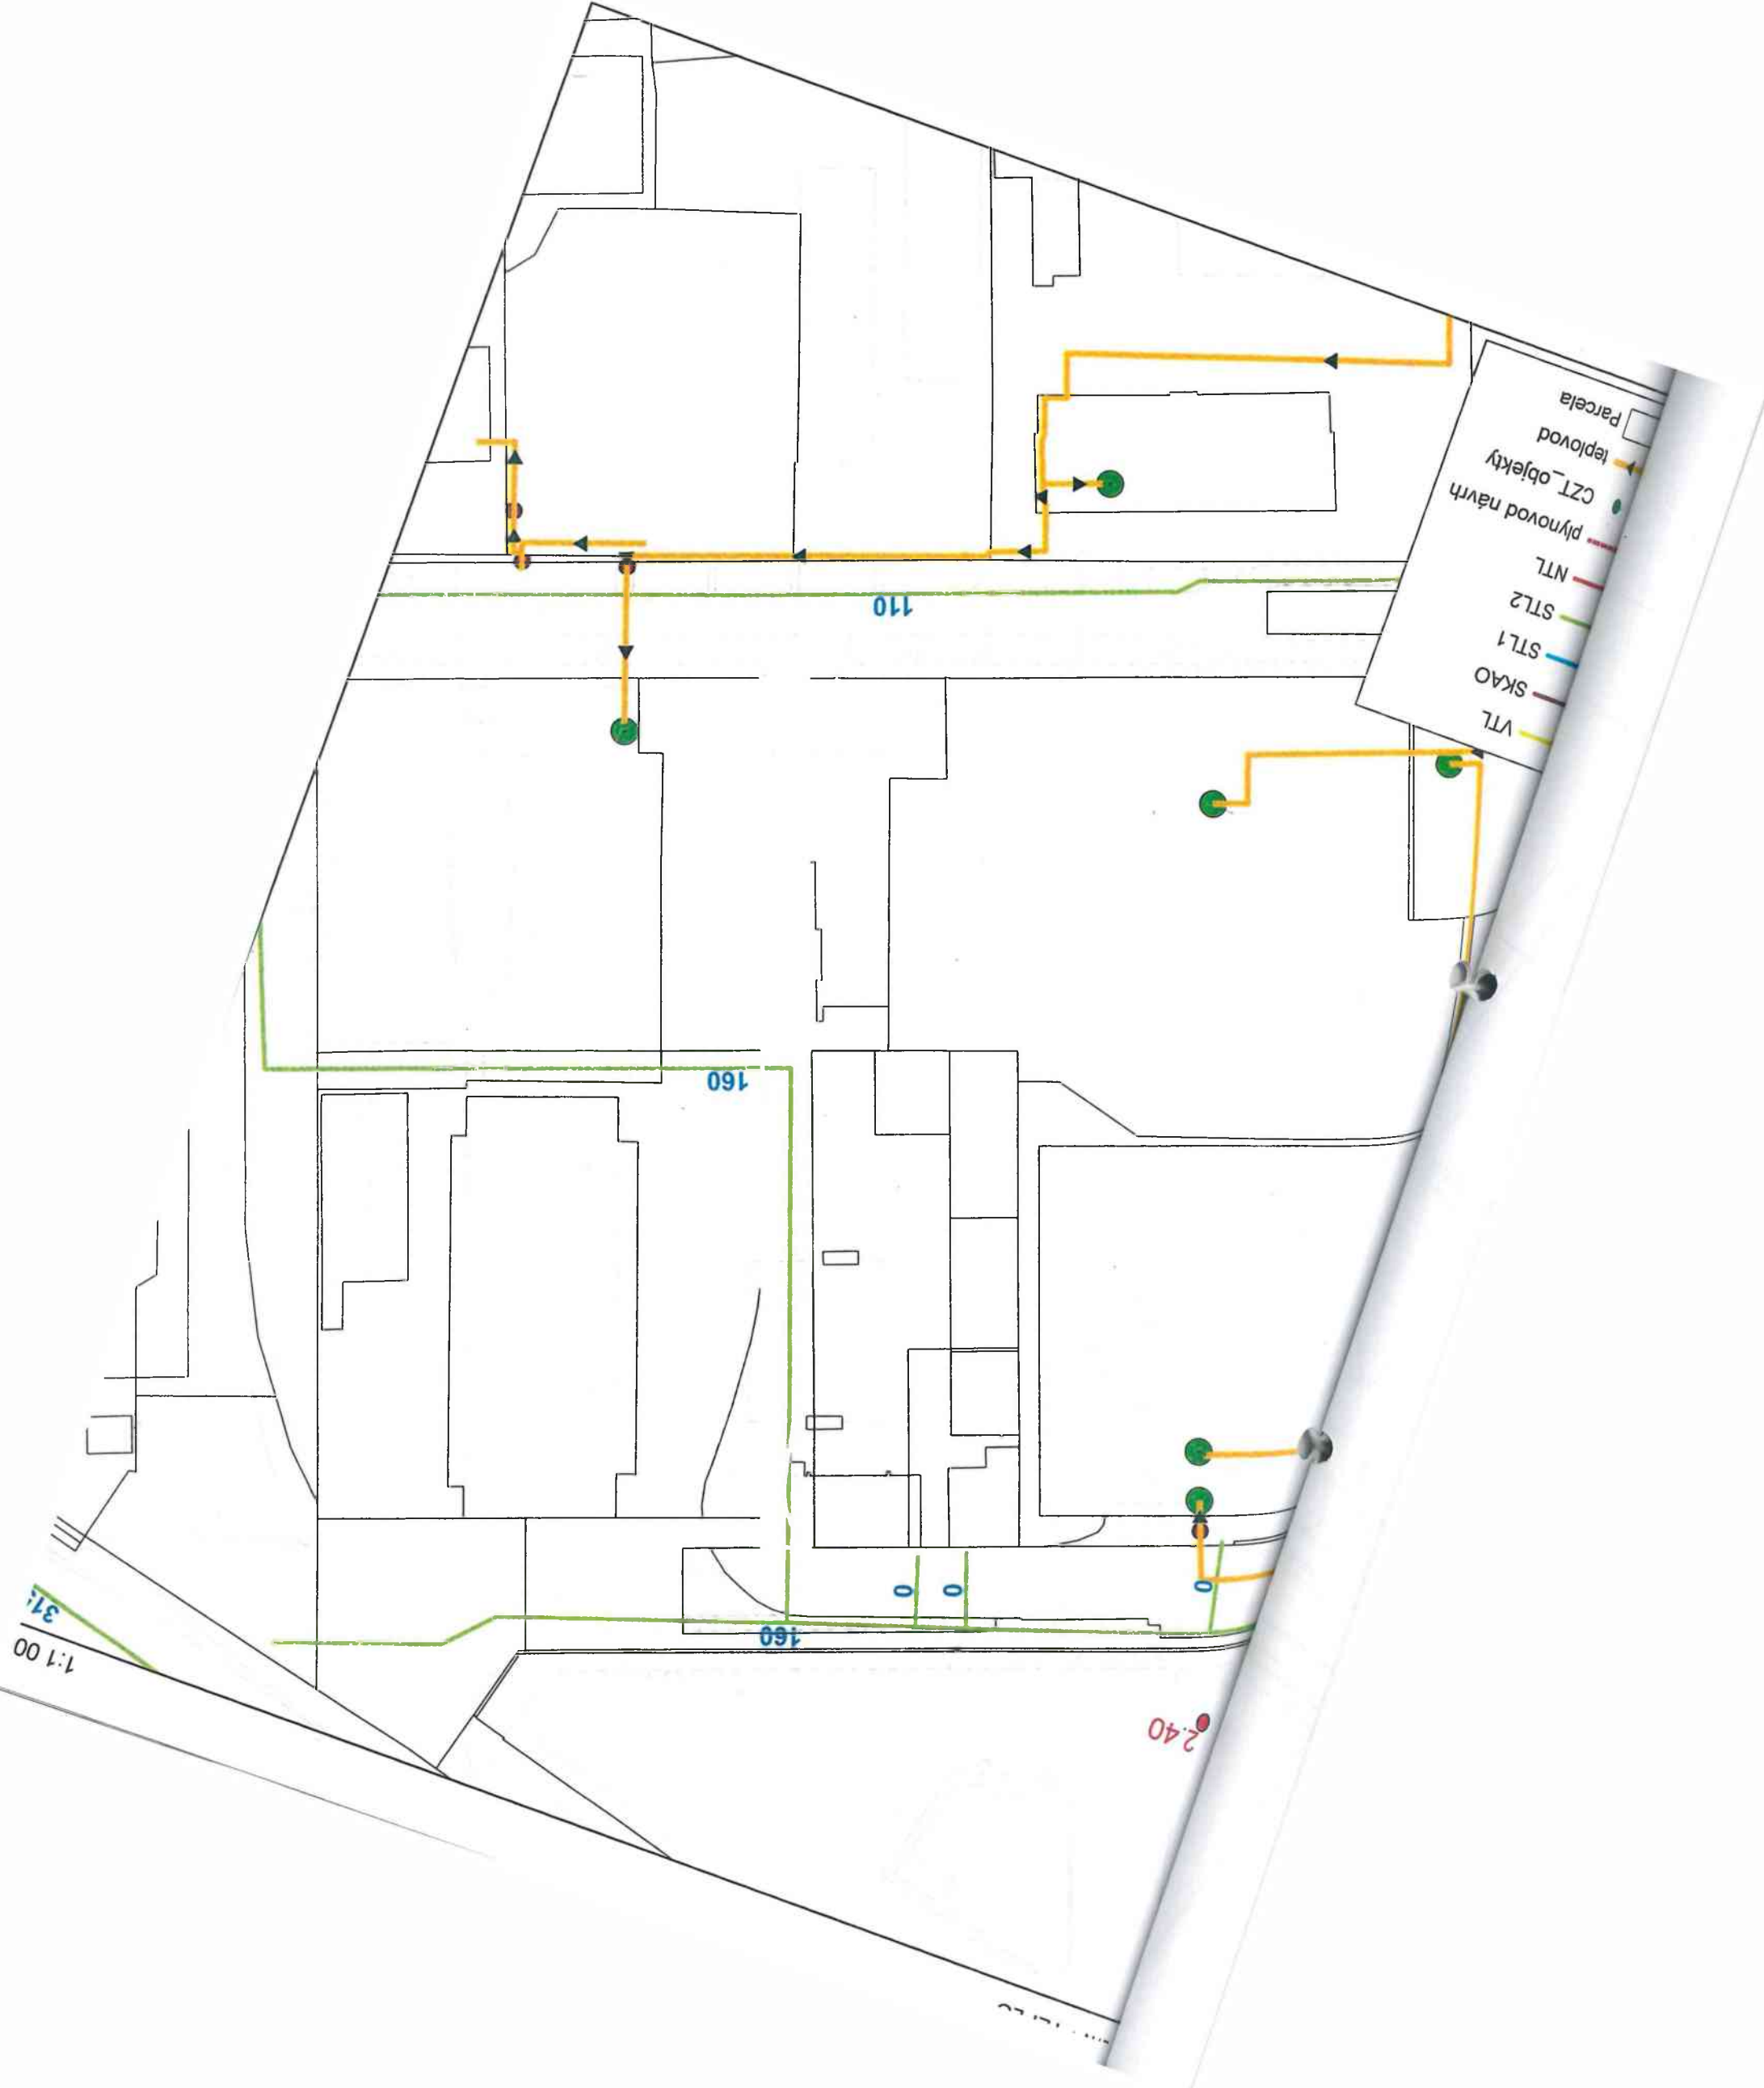 VTL
SKAO
STL1
STL2
NTL
plynovod návrh
CZT_objekty
teplovod
Parcela
2.40
160
0
0
0
160
110
1:1 00